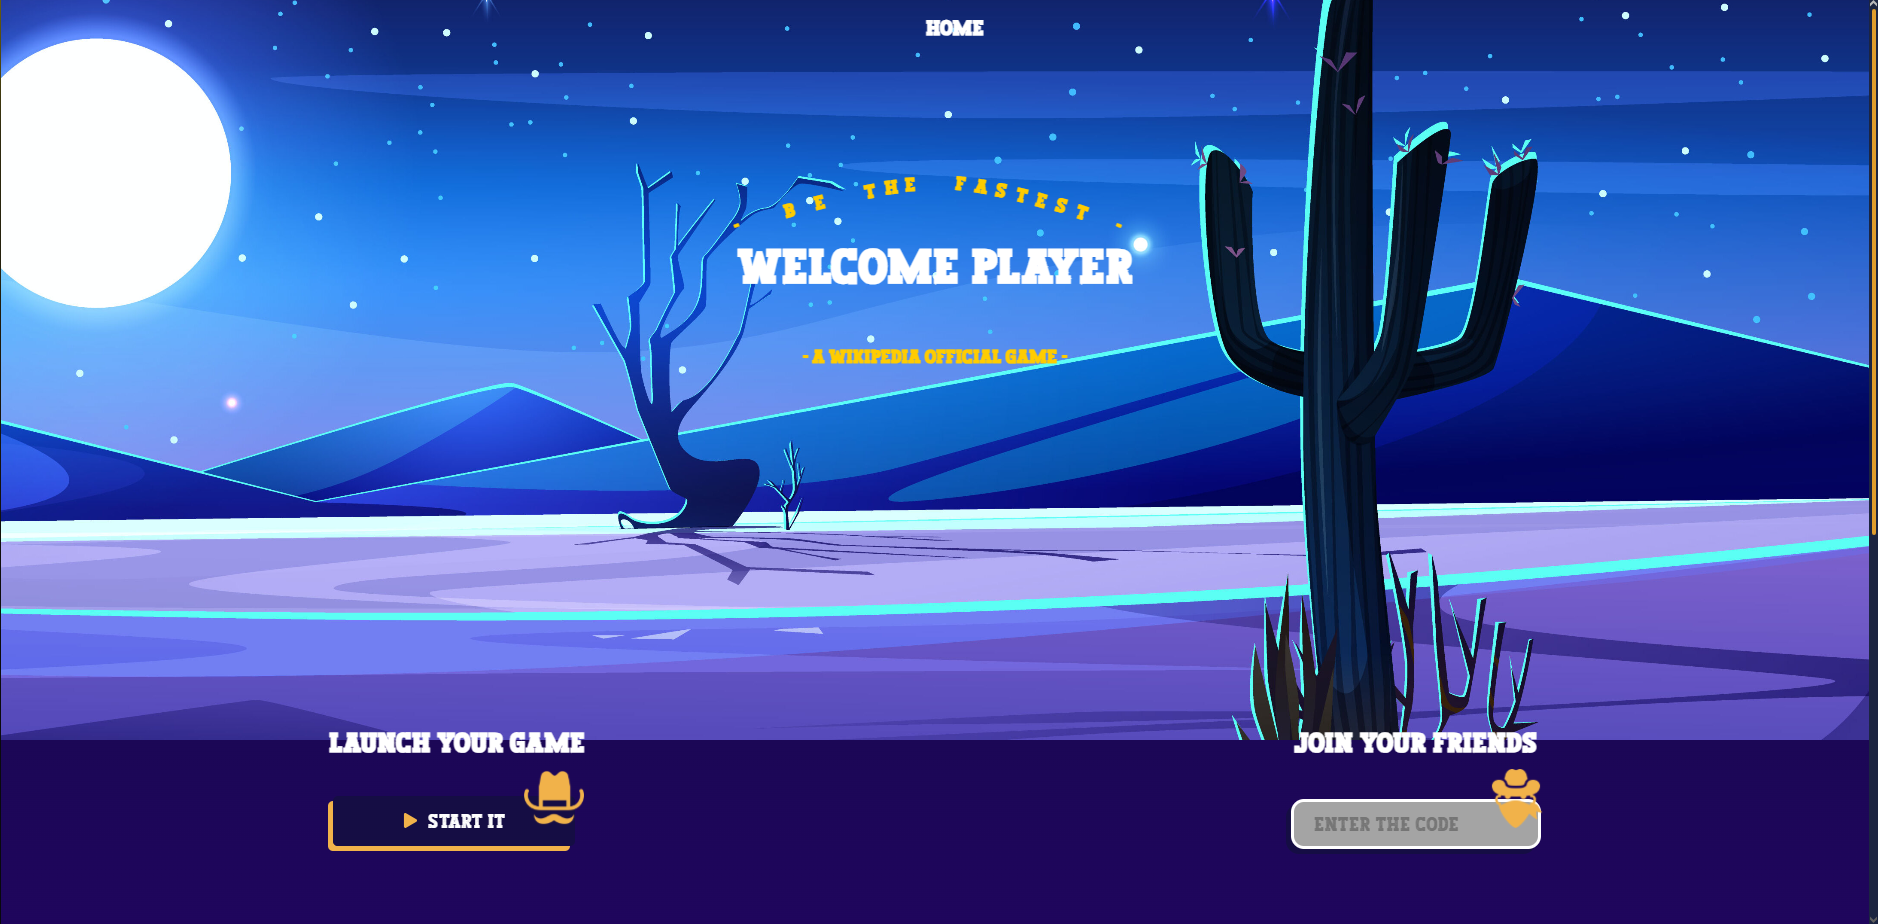 HOME
- BE THE FASTEST -
WELCOME PLAYER
- A WIKIPEDIA OFFICIAL GAME -
LAUNCH YOUR GAME
START IT
JOIN YOUR FRIENDS
ENTER THE CODE